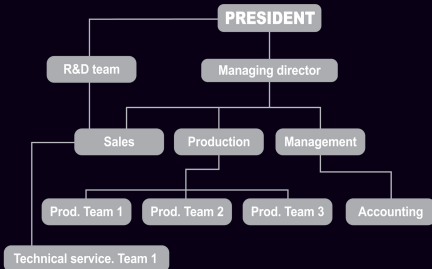 PRESIDENT
R&D team
Managing director
Sales
Production
Management
Prod. Team 1
Prod. Team 2
Prod. Team 3
Accounting
Technical service. Team 1